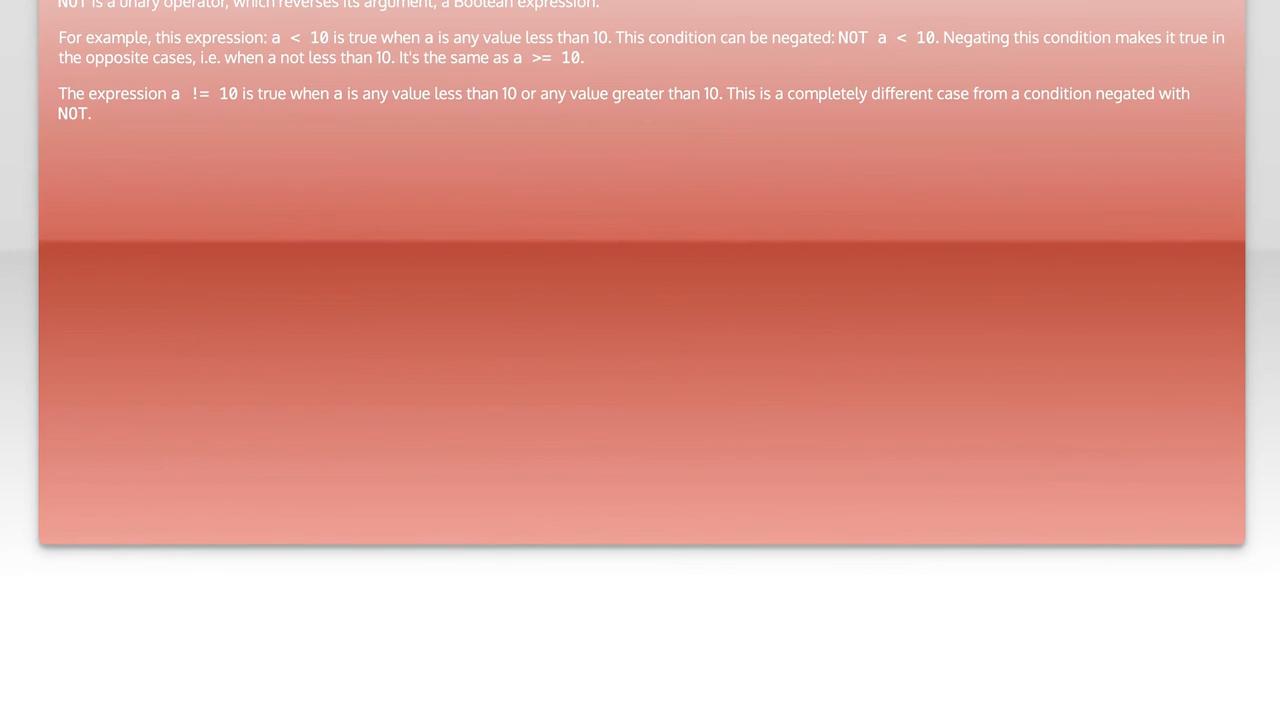 NOT is a unary operator, which reverses its argument, a Boolean expression.
For example, this expression: a < 10 is true when a is any value less than 10. This condition can be negated: NOT a < 10. Negating this condition makes it true in
the opposite cases, i.e. when a not less than 10. It's the same as a >= 10.
The expression a != 10 is true when a is any value less than 10 or any value greater than 10. This is a completely different case from a condition negated with
NOT.